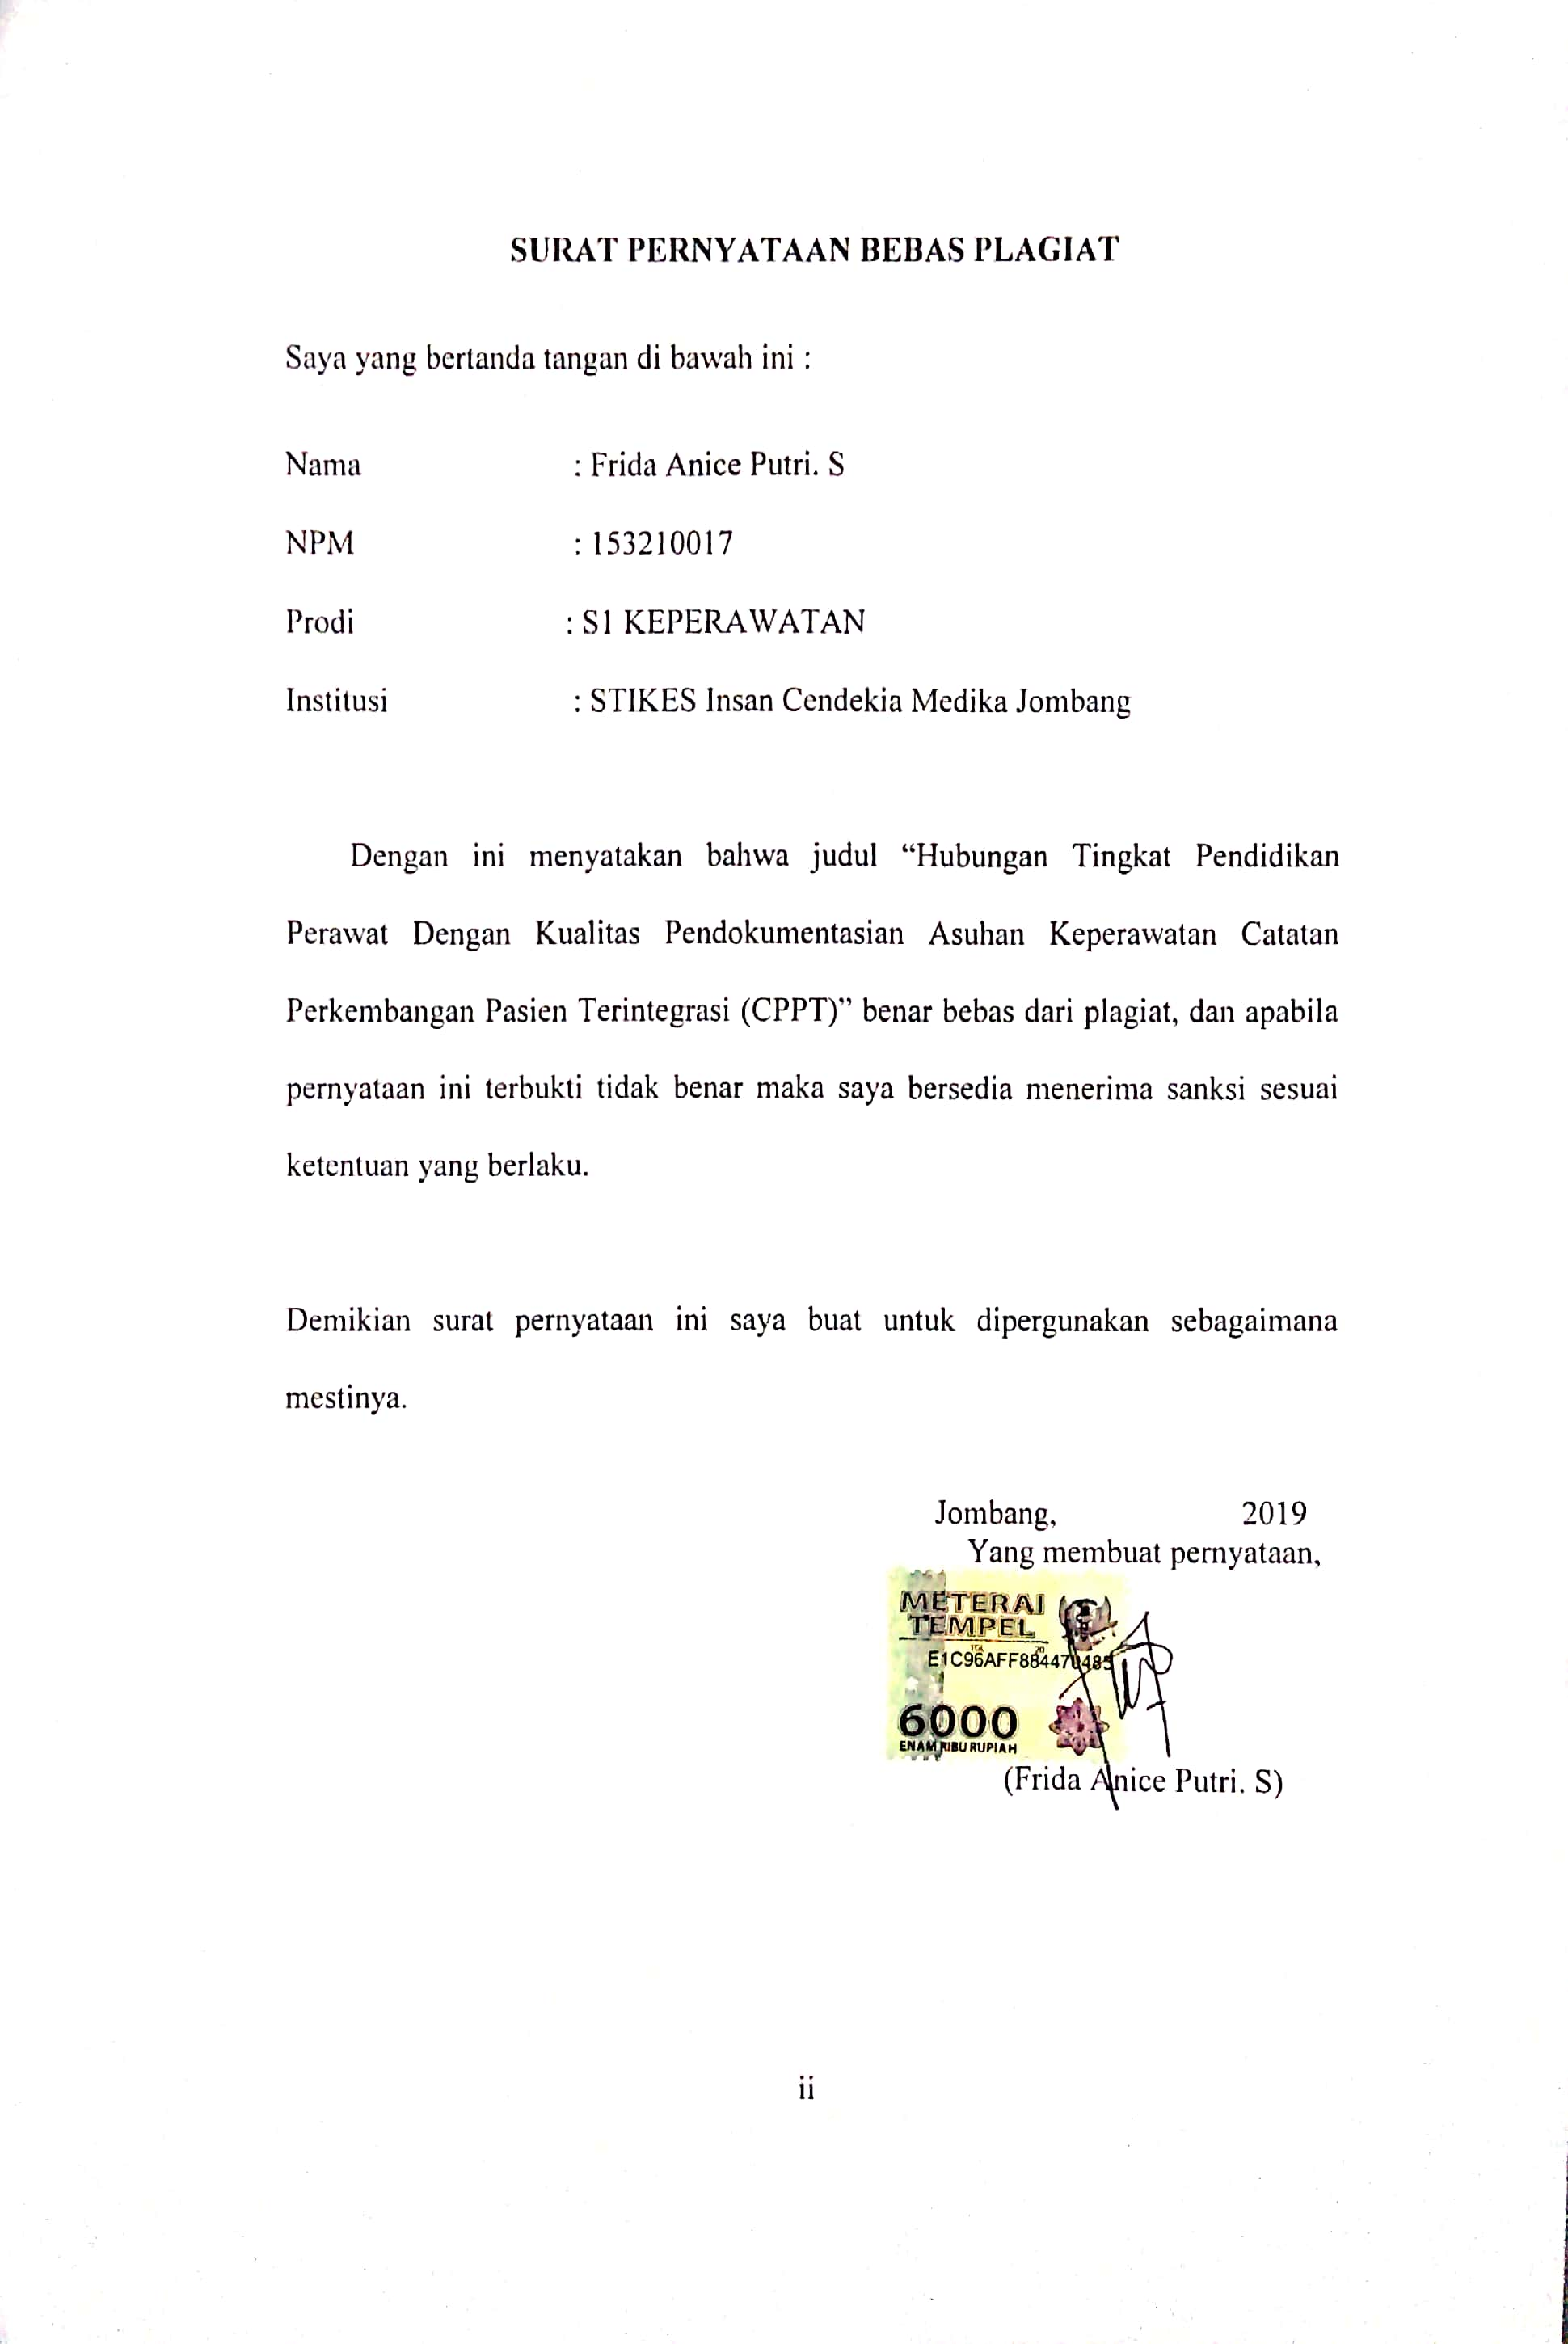 SURAT PERNYATAAN BEBAS PLAGIAT
Saya yang bertanda tangan di bawah ini :
Nama : Frida Anice Putri. S
NPM : 153210017
Prodi : S1 KEPERAWATAN
Institusi : STIKES Insan Cendekia Medika Jombang
Dengan ini menyatakan bahwa judul “Hubungan Tingkat Pendidikan
Perawat Dengan Kualitas Pendokumentasian Asuhan Keperawatan Catatan
Perkembangan Pasien Terintegrasi (CPPT)” benar bebas dari plagiat, dan apabila
pernyataan ini terbukti tidak benar maka saya bersedia menerima sanksi sesuai
ketentuan yang berlaku.
Demikian surat pernyataan ini saya buat untuk dipergunakan sebagaimana
mestinya.
Jombang, 2019
Yang membuat pernyataan,
METERAI
TEMPEL
6000
ENAM RIBU RUPIAH
(Frida Anice Putri. S)
ii